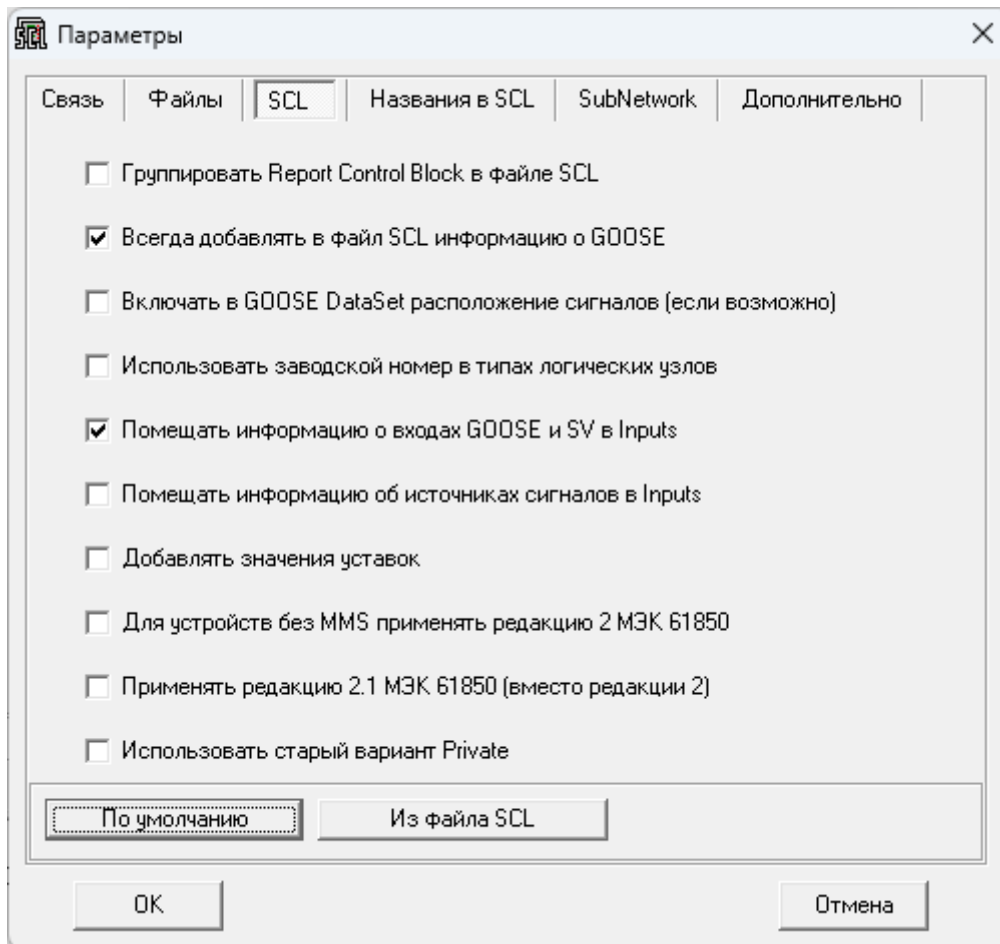 Параметры
Связь Файлы SCL Названия в SCL SubNetwork Дополнительно
Группировать Report Control Block в файле SCL
Всегда добавлять в файл SCL информацию о GOOSE
Включать в GOOSE DataSet расположение сигналов (если возможно)
Использовать заводской номер в типах логических узлов
Помещать информацию о входах GOOSE и SV в Inputs
Помещать информацию об источниках сигналов в Inputs
Добавлять значения уставок
Для устройств без MMS применять редакцию 2 МЭК 61850
Применять редакцию 2.1 МЭК 61850 (вместо редакции 2)
Использовать старый вариант Private
По умолчанию Из файла SCL
OK Отмена